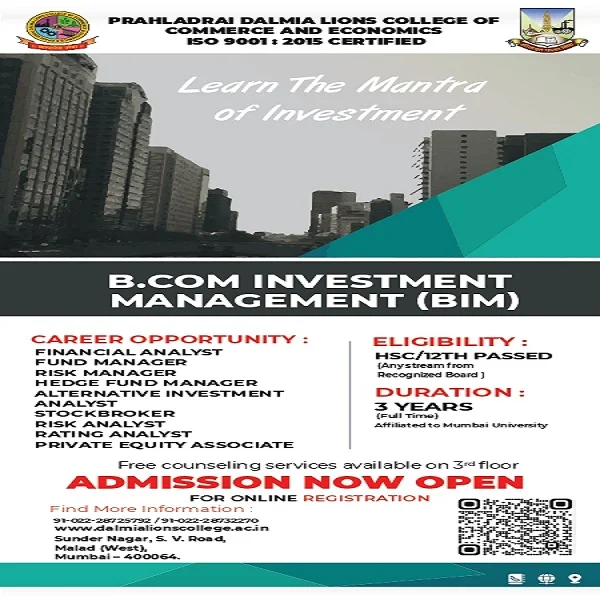 PRAHLADRAI DALMIA LIONS COLLEGE OF
COMMERCE AND ECONOMICS
ISO 9001 : 2015 CERTIFIED
Learn The Mantra
of Investment
B.COM INVESTMENT
MANAGEMENT (BIM)
CAREER OPPORTUNITY :
FINANCIAL ANALYST
FUND MANAGER
RISK MANAGER
HEDGE FUND MANAGER
ALTERNATIVE INVESTMENT
ANALYST
STOCKBROKER
RISK ANALYST
RATING ANALYST
PRIVATE EQUITY ASSOCIATE
ELIGIBILITY :
HSC/12TH PASSED
(Any stream from
Recognized Board )
DURATION :
3 YEARS
(Full Time)
Affiliated to Mumbai University
Free counseling services available on 3rd floor
ADMISSION NOW OPEN
FOR ONLINE REGISTRATION
Find More Information :
91-022-28725792 / 91-022-28732270
www.dalmialionscollege.ac.in
Sunder Nagar, S. V. Road,
Malad (West),
Mumbai – 400064.